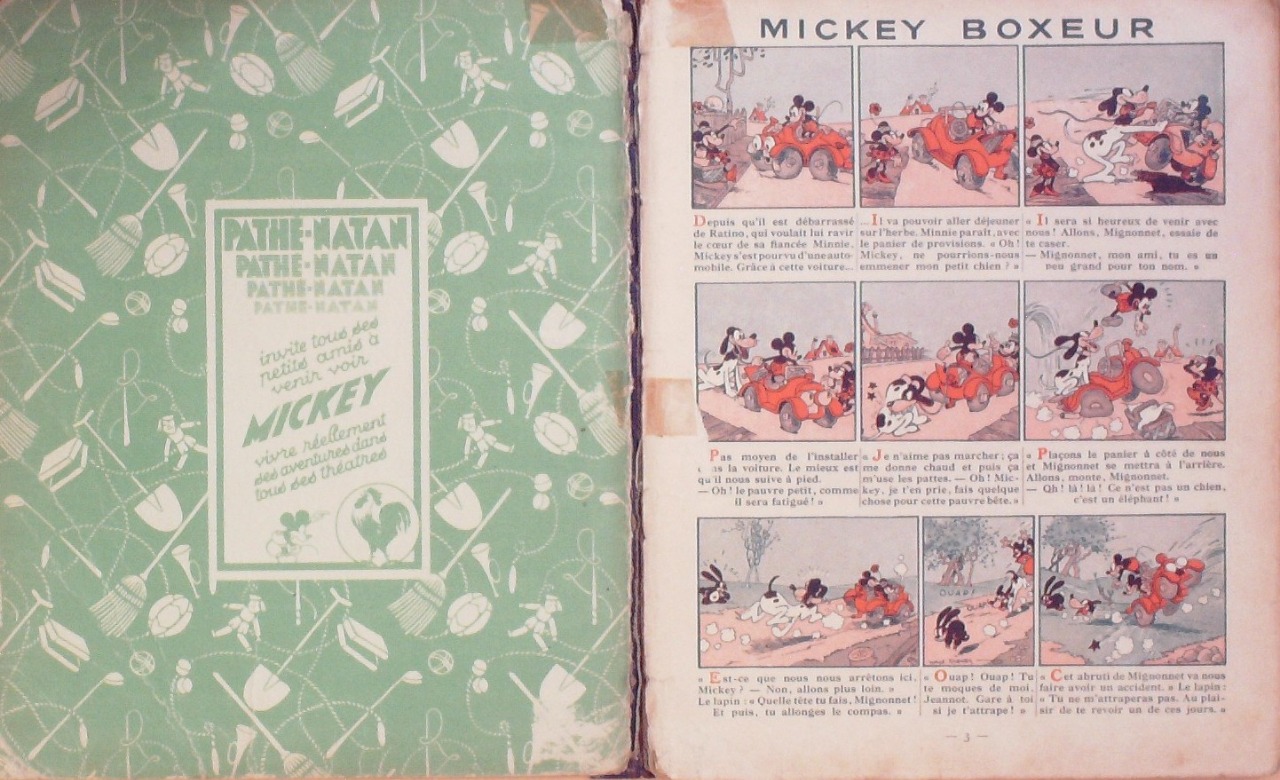 PATHÉ-NATAN
PATHÉ-NATAN
PATHÉ-NATAN
PATHÉ-NATAN
invite tous ses
petits amis à
venir voir
MICKEY
vivre réellement
ses aventures dans
tous ses théâtres
MICKEY BOXEUR
Depuis qu'il est débarrassé
de Ratino, qui voulait lui ravir
le cœur de sa fiancée Minnie,
Mickey s'est pourvu d'une auto-
mobile. Grâce à cette voiture...
...Il va pouvoir aller déjeuner
sur l'herbe. Minnie paraît, avec
le panier de provisions. « Oh!
Mickey, ne pourrions-nous
emmener mon petit chien ? »
« Il sera si heureux de venir avec
nous ! Allons, Mignonnet, essaie de
te caser.
— Mignonnet, mon ami, tu es un
peu grand pour ton nom. »
Pas moyen de l'installer
la voiture. Le mieux est
qu'il nous suive à pied.
— Oh ! le pauvre petit, comme
il sera fatigué ! »
« Je n'aime pas marcher ; ça
me donne chaud et puis ça
m'use les pattes. — Oh ! Mic-
key, je t'en prie, fais quelque
chose pour cette pauvre bête. »
« Plaçons le panier à côté de nous
et Mignonnet se mettra à l'arrière.
Allons, monte, Mignonnet.
— Oh ! là ! là ! Ce n'est pas un chien,
c'est un éléphant ! »
OUAP!
OUAP!
« Est-ce que nous nous arrêtons ici,
Mickey ? — Non, allons plus loin. »
Le lapin : « Quelle tête tu fais, Mignonnet !
Et puis, tu allonges le compas. »
« Ouap ! Ouap ! Tu
te moques de moi,
Jeannot. Gare à toi
si je t'attrape ! »
« Cet abruti de Mignonnet va nous
faire avoir un accident. » Le lapin :
« Tu ne m'attraperas pas. Au plai-
sir de te revoir un de ces jours. »
— 3 —